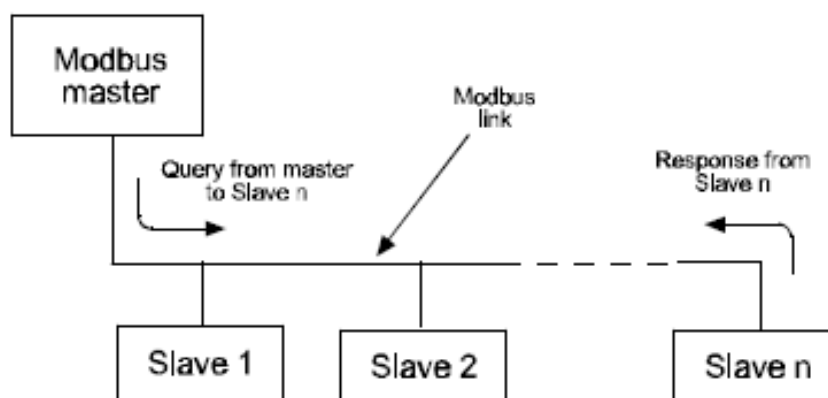 Modbus
master
Modbus
link
Query from master
to Slave n
Response from
Slave n
Slave 1
Slave 2
Slave n